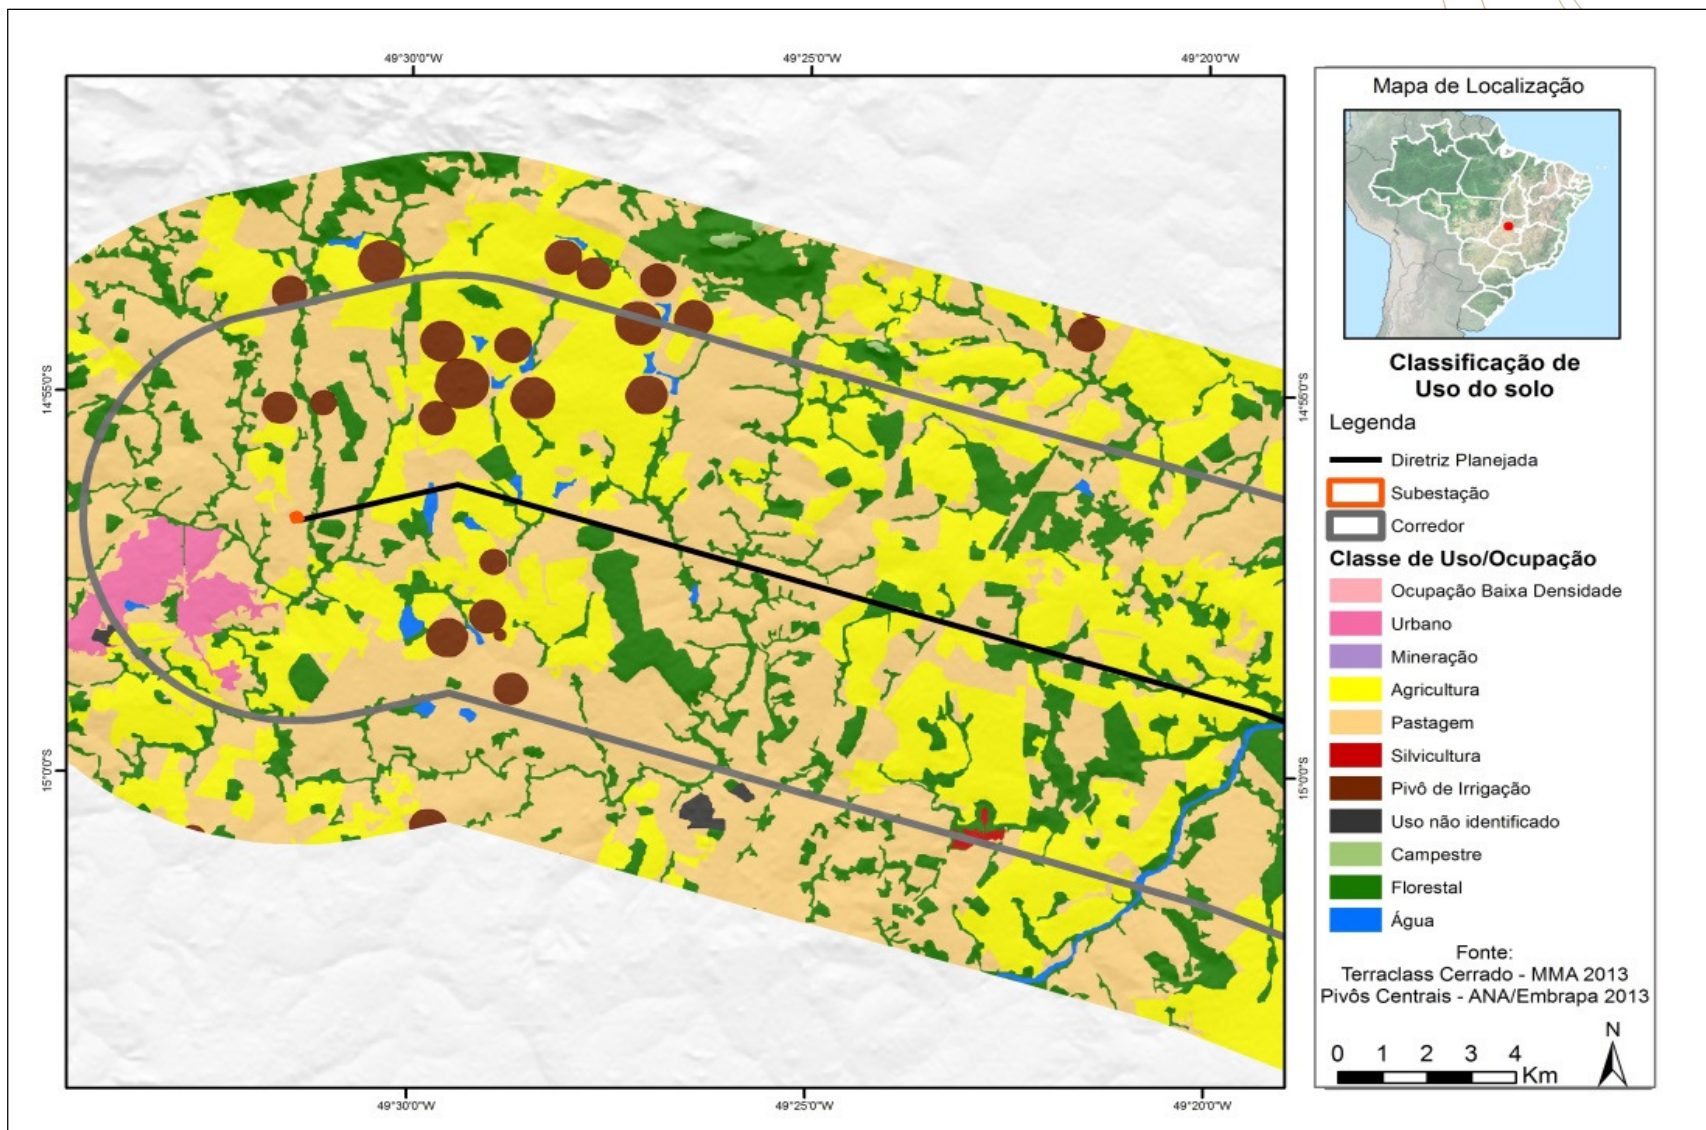 49°30'0"W
49°25'0"W
49°20'0"W
14°55'0"S
14°55'0"S
15°0'0"S
15°0'0"S
49°30'0"W
49°25'0"W
49°20'0"W
Mapa de Localização
Classificação de
Uso do solo
Legenda
Diretriz Planejada
Subestação
Corredor
Classe de Uso/Ocupação
Ocupação Baixa Densidade
Urbano
Mineração
Agricultura
Pastagem
Silvicultura
Pivô de Irrigação
Uso não identificado
Campestre
Florestal
Água
Fonte:
Terraclass Cerrado - MMA 2013
Pivôs Centrais - ANA/Embrapa 2013
N
0 1 2 3 4
Km